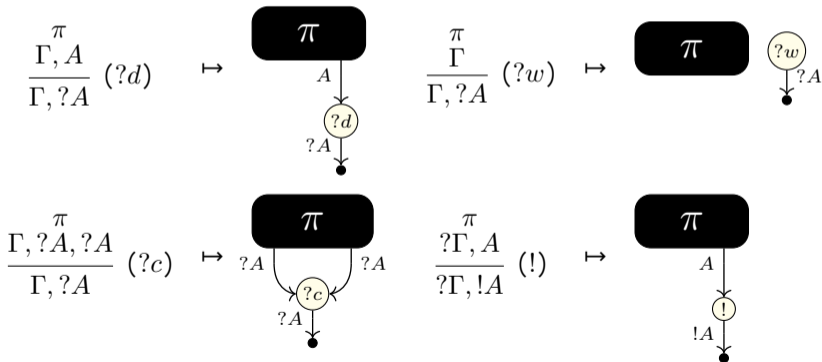 π
Γ, A
Γ, ?A
(?d)
↦
π
A
?d
?A
π
Γ
Γ, ?A
(?w)
↦
π
?w
?A
π
Γ, ?A, ?A
Γ, ?A
(?c)
↦
π
?A
?A
?c
?A
π
?Γ, A
?Γ, !A
(!)
↦
π
A
!
!A